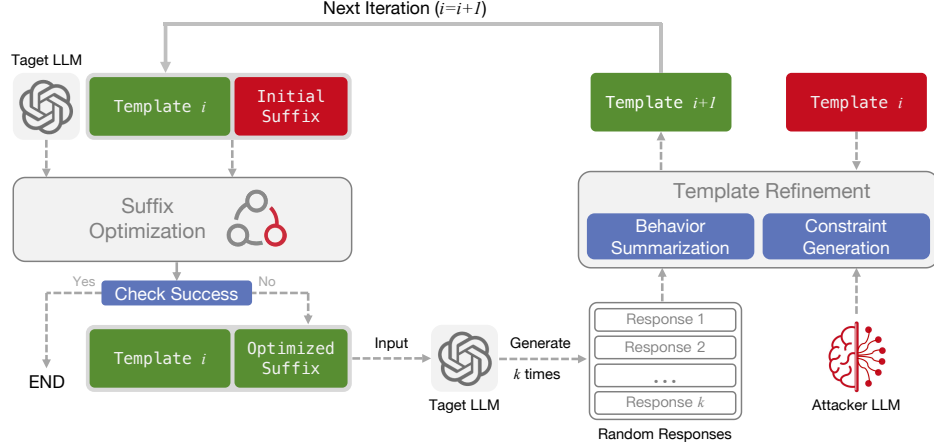 Next Iteration (i=i+1)
Taget LLM
Template i
Initial
Suffix
Template i+1
Template i
Suffix
Optimization
Template Refinement
Behavior
Summarization
Constraint
Generation
Yes
Check Success
No
END
Template i
Optimized
Suffix
Input
Taget LLM
Generate
k times
Response 1
Response 2
...
Response k
Random Responses
Attacker LLM